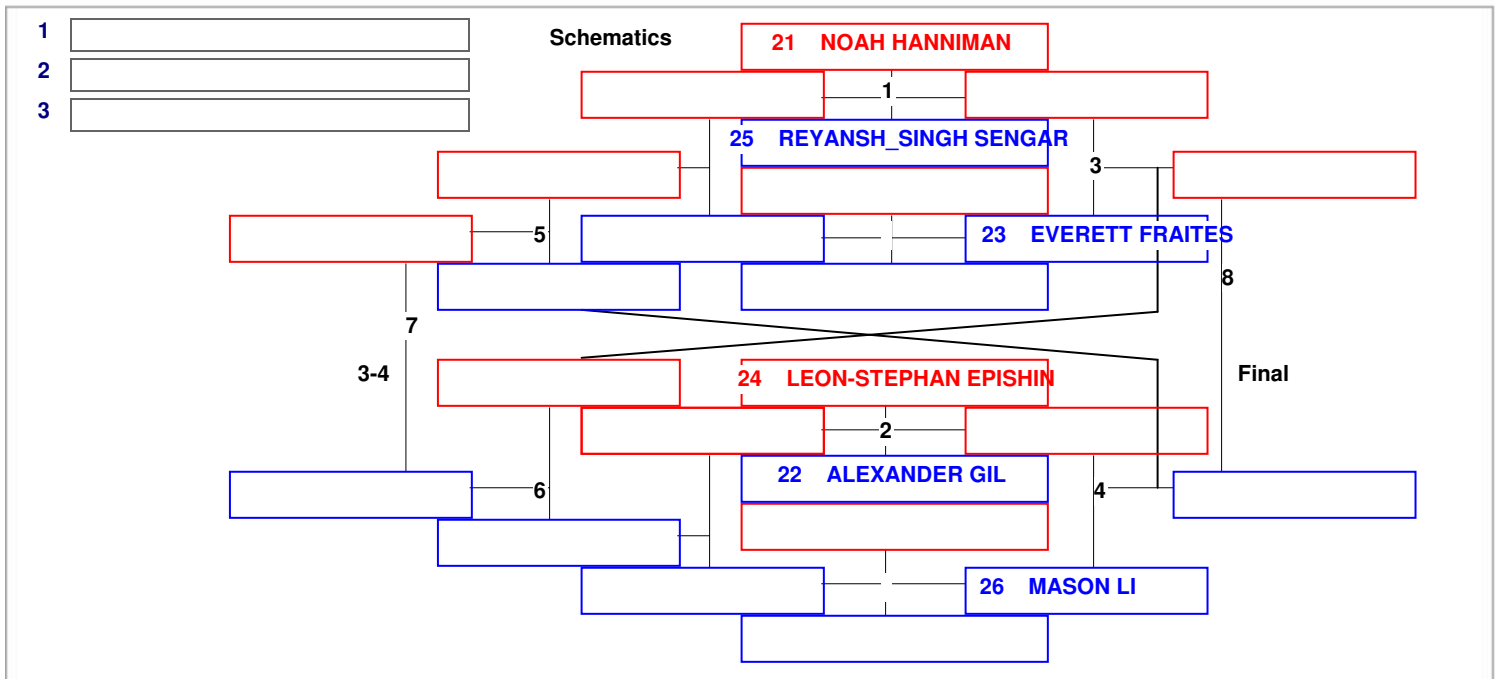 1
Schematics
21 NOAH HANNIMAN
2
1
3
25 REYANSH_SINGH SENGAR
3
5
23 EVERETT FRAITES
8
7
3-4
24 LEON-STEPHAN EPISHIN
Final
2
22 ALEXANDER GIL
6
4
26 MASON LI